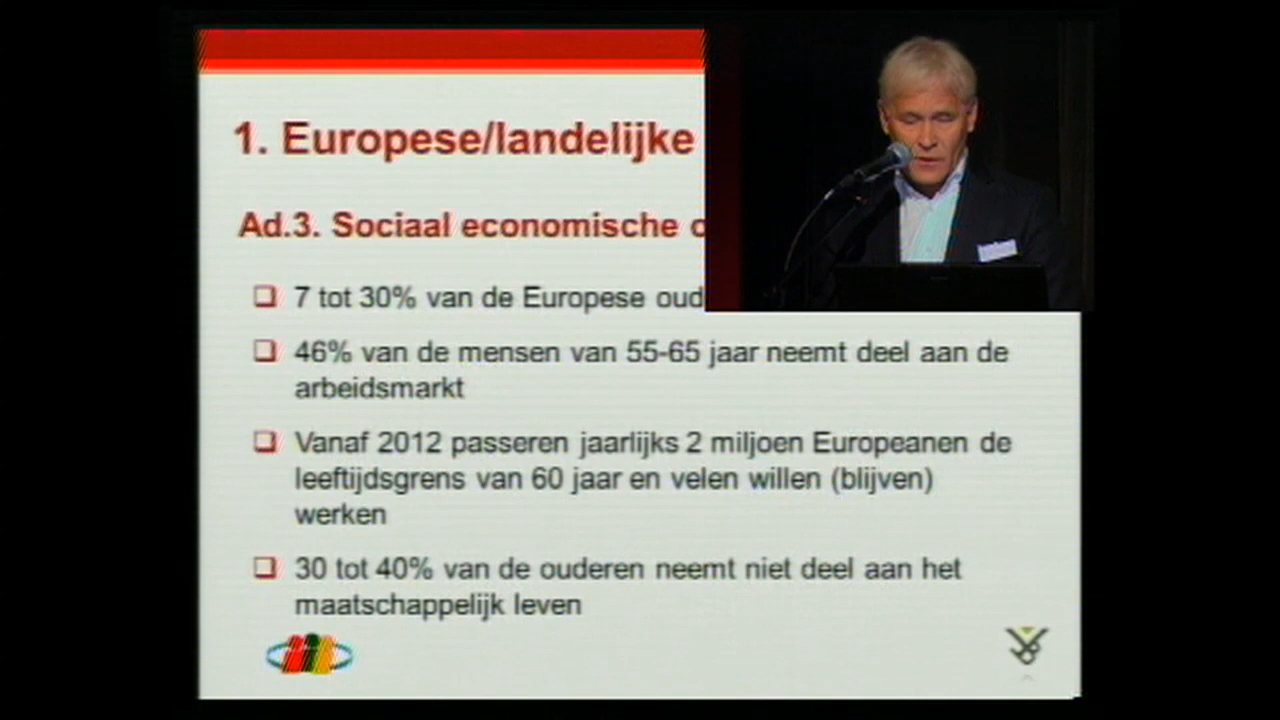 1. Europese/landelijke
Ad.3. Sociaal economische
7 tot 30% van de Europese
46% van de mensen van 55-65 jaar neemt deel aan de
arbeidsmarkt
Vanaf 2012 passeren jaarlijks 2 miljoen Europeanen de
leeftijdsgrens van 60 jaar en velen willen (blijven)
werken
30 tot 40% van de ouderen neemt niet deel aan het
maatschappelijk leven